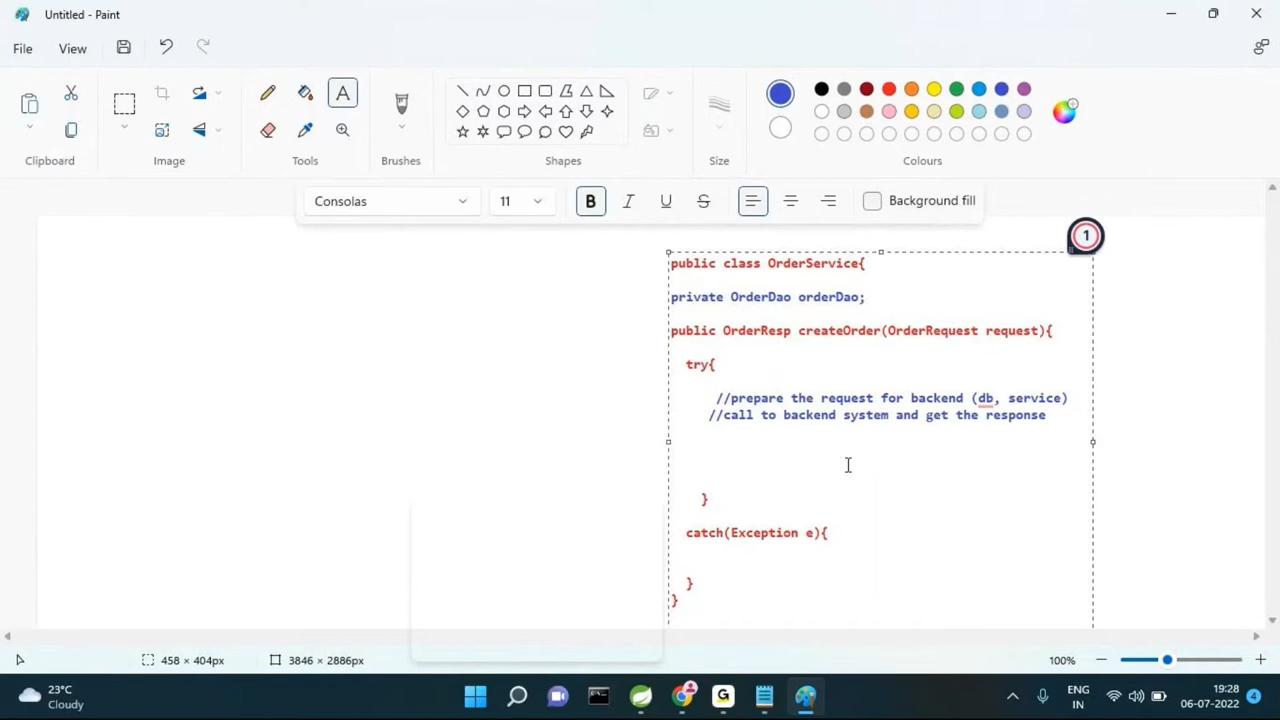 Untitled - Paint
File View
Clipboard Image Tools Brushes Shapes Size Colours
Consolas 11 B I U S Background fill
1
public class OrderService{
private OrderDao orderDao;
public OrderResp createOrder(OrderRequest request){
try{
//prepare the request for backend (db, service)
//call to backend system and get the response
}
catch(Exception e){
}
}
458 × 404px 3846 × 2886px 100%
23°C
Cloudy
ENG
IN
19:28
06-07-2022
4